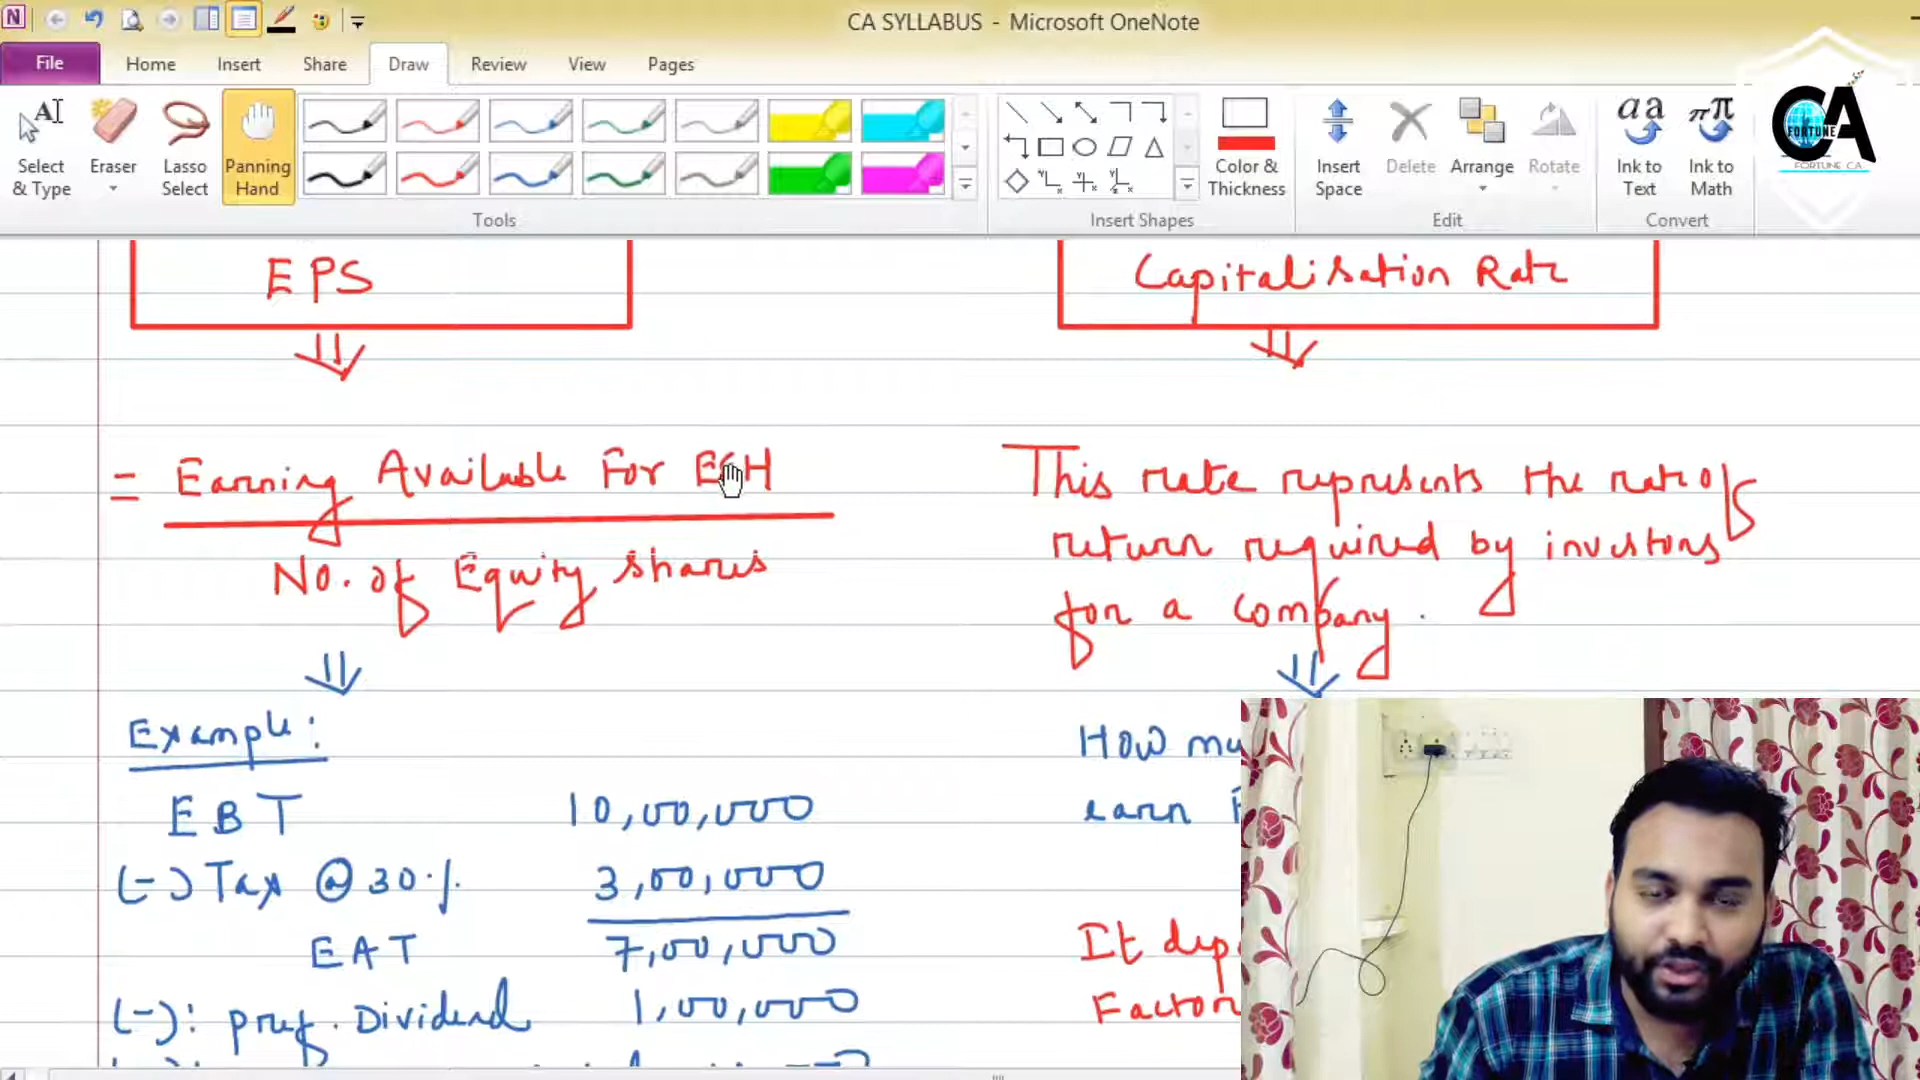 CA SYLLABUS - Microsoft OneNote
File Home Insert Share Draw Review View Pages
Select & Type
Eraser
Lasso Select
Panning Hand
Color & Thickness
Insert Space
Delete
Arrange
Rotate
Ink to Text
Ink to Math
Tools
Insert Shapes
Edit
Convert
CA
FORTUNE
FORTUNE CA
EPS
Capitalisation Rate
= Earning Available For ESH
No. of Equity shares
This rate represents the rate of
return required by investors
for a company.
Example:
EBT 10,00,000
(-) Tax @ 30% 3,00,000
EAT 7,00,000
(-): pref. Dividend 1,00,000
How mu
earn
It dep
Factor